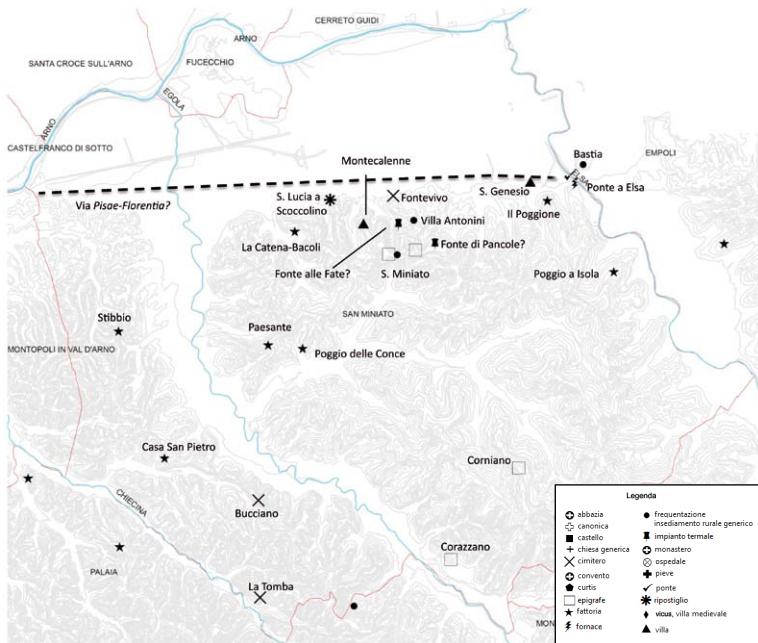 CERRETO GUIDI
ARNO
FUCECCHIO
SANTA CROCE SULL'ARNO
EGOLA
ARNO
CASTELFRANCO DI SOTTO
Montecalenne
Bastia
EMPOLI
ELSA
Ponte a Elsa
S. Genesio
Il Poggione
Via Pisae-Florentia?
S. Lucia a
Scoccolino
Fontevivo
Villa Antonini
La Catena-Bacoli
Fonte di Pancole?
Fonte alle Fate?
S. Miniato
Poggio a Isola
SAN MINIATO
Stibbio
MONTOPOLI IN VAL D'ARNO
Paesante
Poggio delle Conce
Casa San Pietro
Corniano
CHIECINA
Bucciano
Corazzano
PALAIA
La Tomba
MON
Legenda
abbazia
canonica
castello
chiesa generica
cimitero
convento
curtis
epigrafe
fattoria
fornace
frequentazione
insediamento rurale generico
impianto termale
monastero
ospedale
pieve
ponte
ripostiglio
vicus, villa medievale
villa